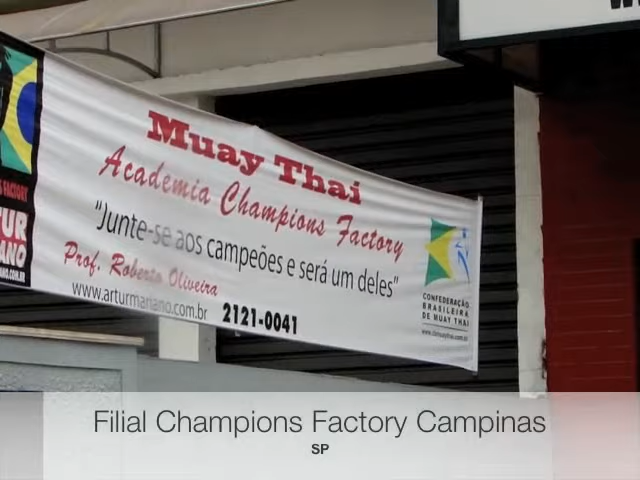 Muay Thai
Academia Champions Factory
"Junte-se aos campeões e será um deles"
Prof. Roberto Oliveira
www.arturmariano.com.br 2121-0041
FACTORY
CONFEDERAÇÃO
BRASILEIRA
DE MUAY THAI
Filial Champions Factory Campinas
SP